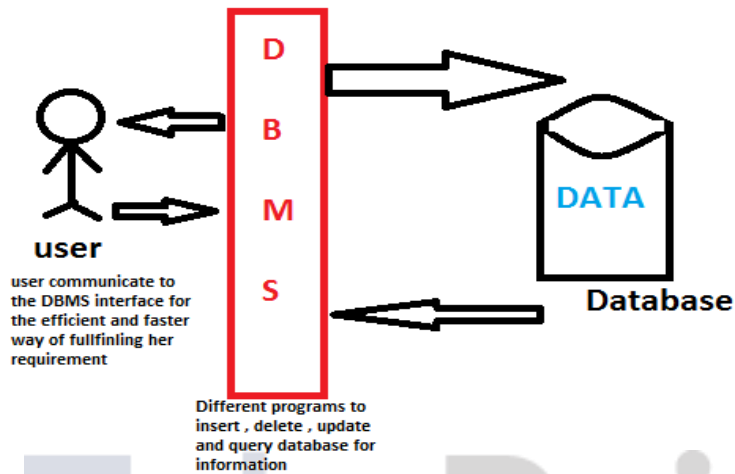 D
B
M
S
user
user communicate to
the DBMS interface for
the efficient and faster
way of fullfinling her
requirement
DATA
Database
Different programs to
insert , delete , update
and query database for
information